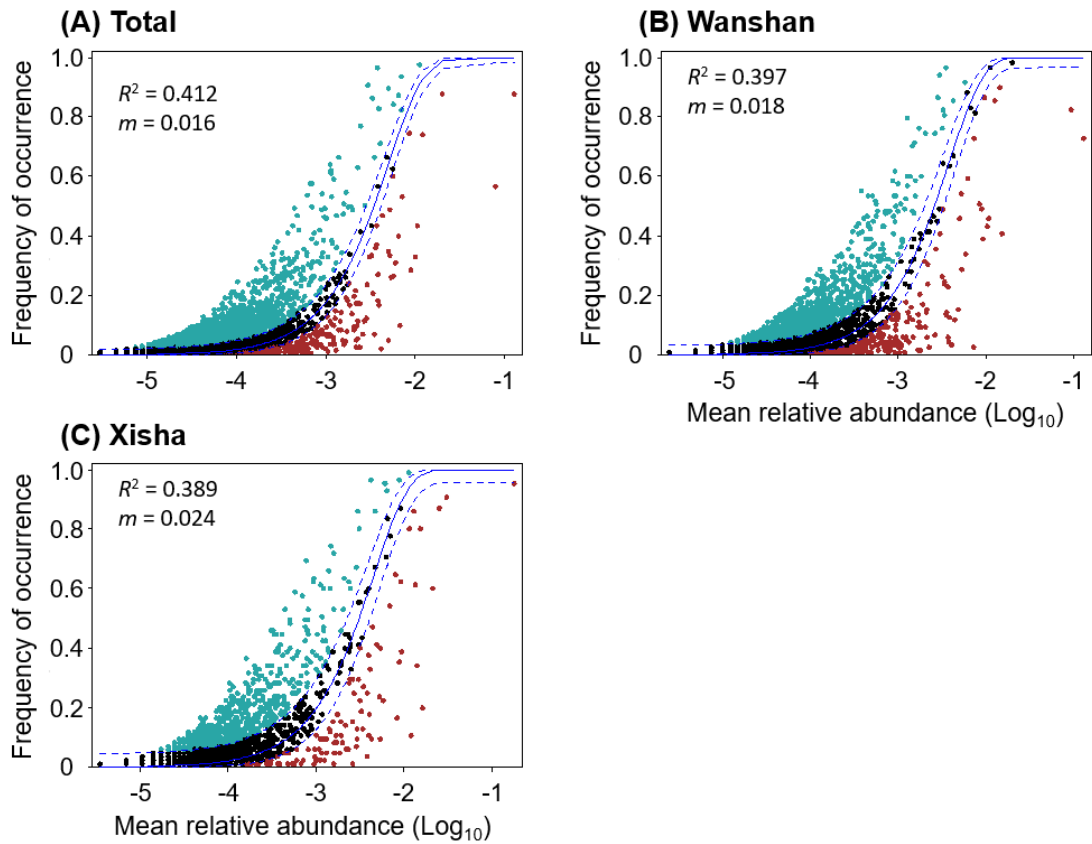 (A) Total
Frequency of occurrence
1.0
0.8
0.6
0.4
0.2
0
R² = 0.412
m = 0.016
-5
-4
-3
-2
-1
(B) Wanshan
Frequency of occurrence
1.0
0.8
0.6
0.4
0.2
0
R² = 0.397
m = 0.018
-5
-4
-3
-2
-1
Mean relative abundance (Log₁₀)
(C) Xisha
Frequency of occurrence
1.0
0.8
0.6
0.4
0.2
0
R² = 0.389
m = 0.024
-5
-4
-3
-2
-1
Mean relative abundance (Log₁₀)